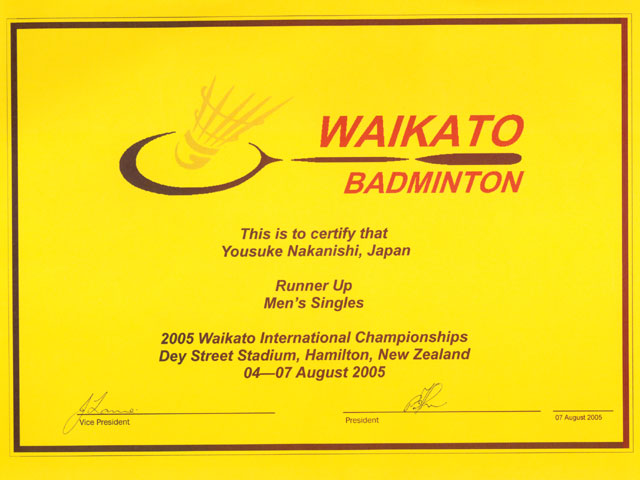 WAIKATO
BADMINTON
This is to certify that
Yousuke Nakanishi, Japan
Runner Up
Men's Singles
2005 Waikato International Championships
Dey Street Stadium, Hamilton, New Zealand
04—07 August 2005
Vice President
President
07 August 2005